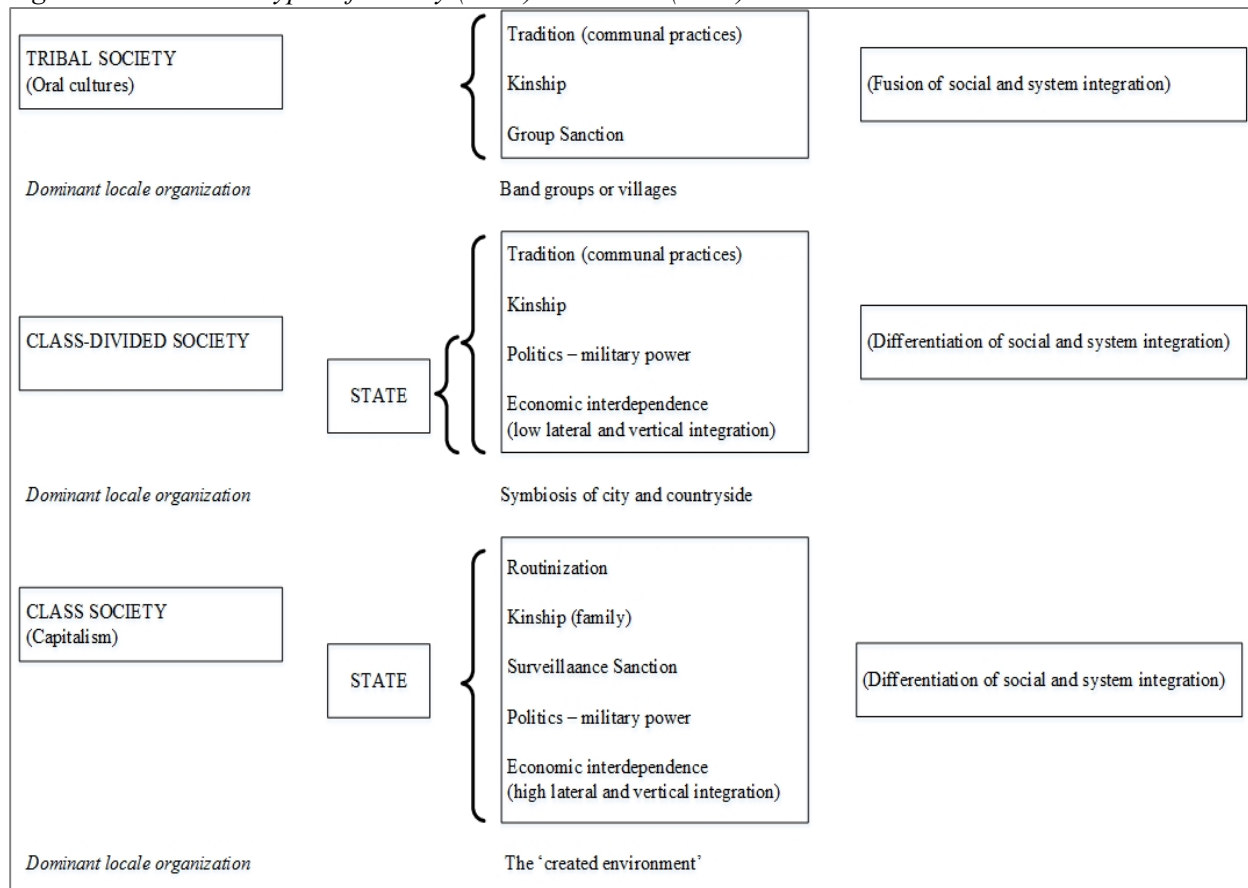 TRIBAL SOCIETY
(Oral cultures)
Tradition (communal practices)
Kinship
Group Sanction
(Fusion of social and system integration)
Dominant locale organization
Band groups or villages
CLASS-DIVIDED SOCIETY
STATE
Tradition (communal practices)
Kinship
Politics – military power
Economic interdependence
(low lateral and vertical integration)
(Differentiation of social and system integration)
Dominant locale organization
Symbiosis of city and countryside
CLASS SOCIETY
(Capitalism)
STATE
Routinization
Kinship (family)
Surveillaance Sanction
Politics – military power
Economic interdependence
(high lateral and vertical integration)
(Differentiation of social and system integration)
Dominant locale organization
The ‘created environment’